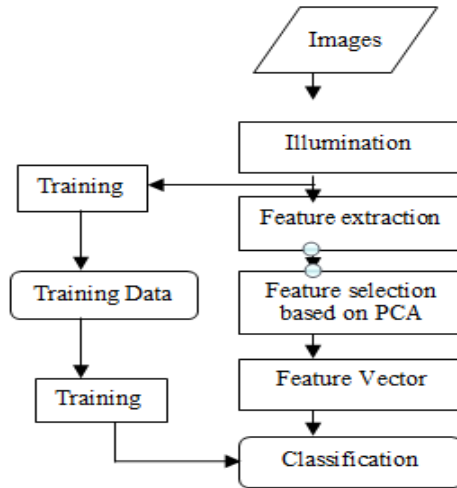 Images
Illumination
Training
Feature extraction
Training Data
Feature selection
based on PCA
Training
Feature Vector
Classification